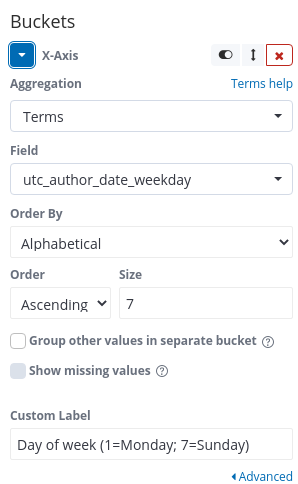 Buckets
X-Axis
Aggregation Terms help
Terms
Field
utc_author_date_weekday
Order By
Alphabetical
Order Size
Ascending 7
Group other values in separate bucket
Show missing values
Custom Label
Day of week (1=Monday; 7=Sunday)
Advanced